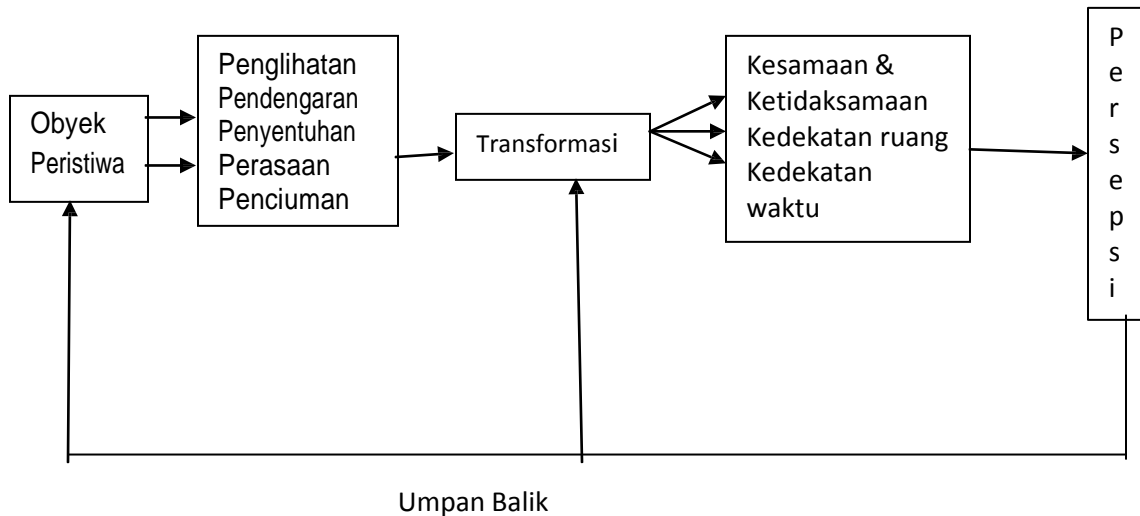 Obyek
Peristiwa
Penglihatan
Pendengaran
Penyentuhan
Perasaan
Penciuman
Transformasi
Kesamaan &
Ketidaksamaan
Kedekatan ruang
Kedekatan
waktu
P
e
r
s
e
p
s
i
Umpan Balik